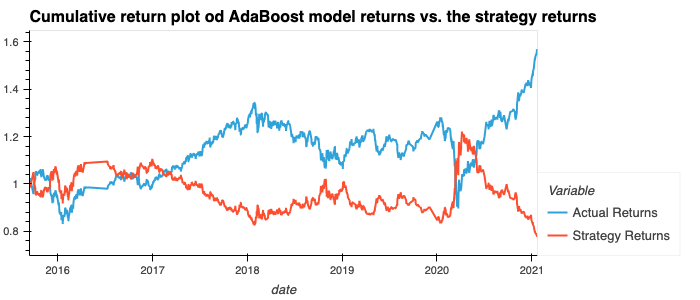 Cumulative return plot od AdaBoost model returns vs. the strategy returns
1.6
1.4
1.2
1
0.8
2016 2017 2018 2019 2020 2021
date
Variable
Actual Returns
Strategy Returns